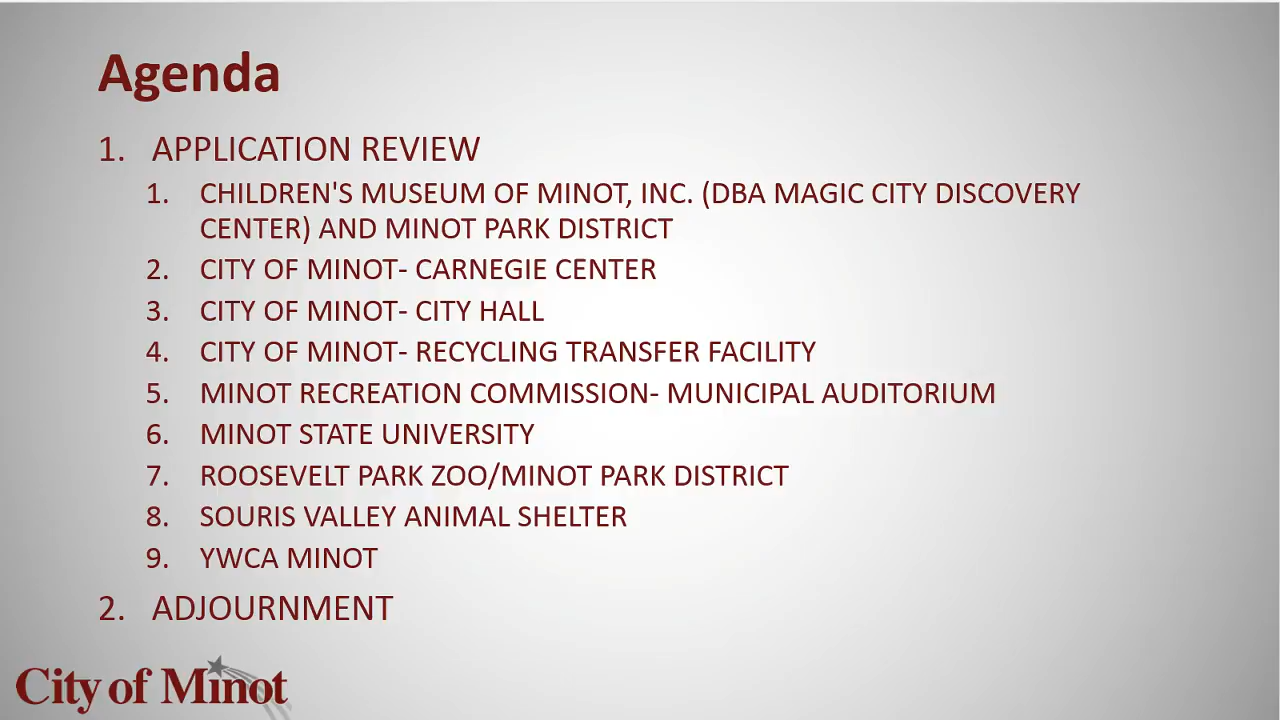 Agenda
1. APPLICATION REVIEW
1. CHILDREN'S MUSEUM OF MINOT, INC. (DBA MAGIC CITY DISCOVERY
CENTER) AND MINOT PARK DISTRICT
2. CITY OF MINOT- CARNEGIE CENTER
3. CITY OF MINOT- CITY HALL
4. CITY OF MINOT- RECYCLING TRANSFER FACILITY
5. MINOT RECREATION COMMISSION- MUNICIPAL AUDITORIUM
6. MINOT STATE UNIVERSITY
7. ROOSEVELT PARK ZOO/MINOT PARK DISTRICT
8. SOURIS VALLEY ANIMAL SHELTER
9. YWCA MINOT
2. ADJOURNMENT
City of Minot